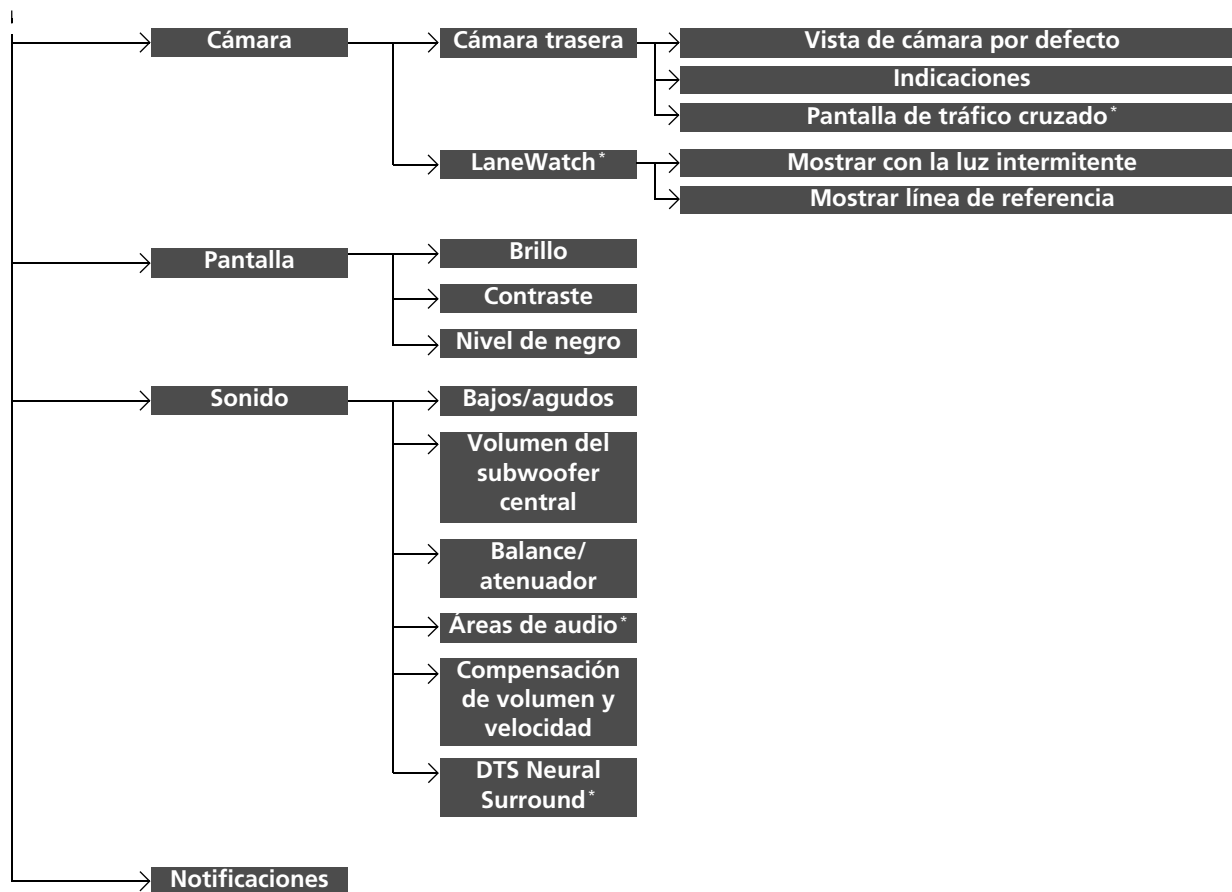 Cámara
Cámara trasera
Vista de cámara por defecto
Indicaciones
Pantalla de tráfico cruzado*
LaneWatch*
Mostrar con la luz intermitente
Mostrar línea de referencia
Pantalla
Brillo
Contraste
Nivel de negro
Sonido
Bajos/agudos
Volumen del
subwoofer
central
Balance/
atenuador
Áreas de audio*
Compensación
de volumen y
velocidad
DTS Neural
Surround*
Notificaciones